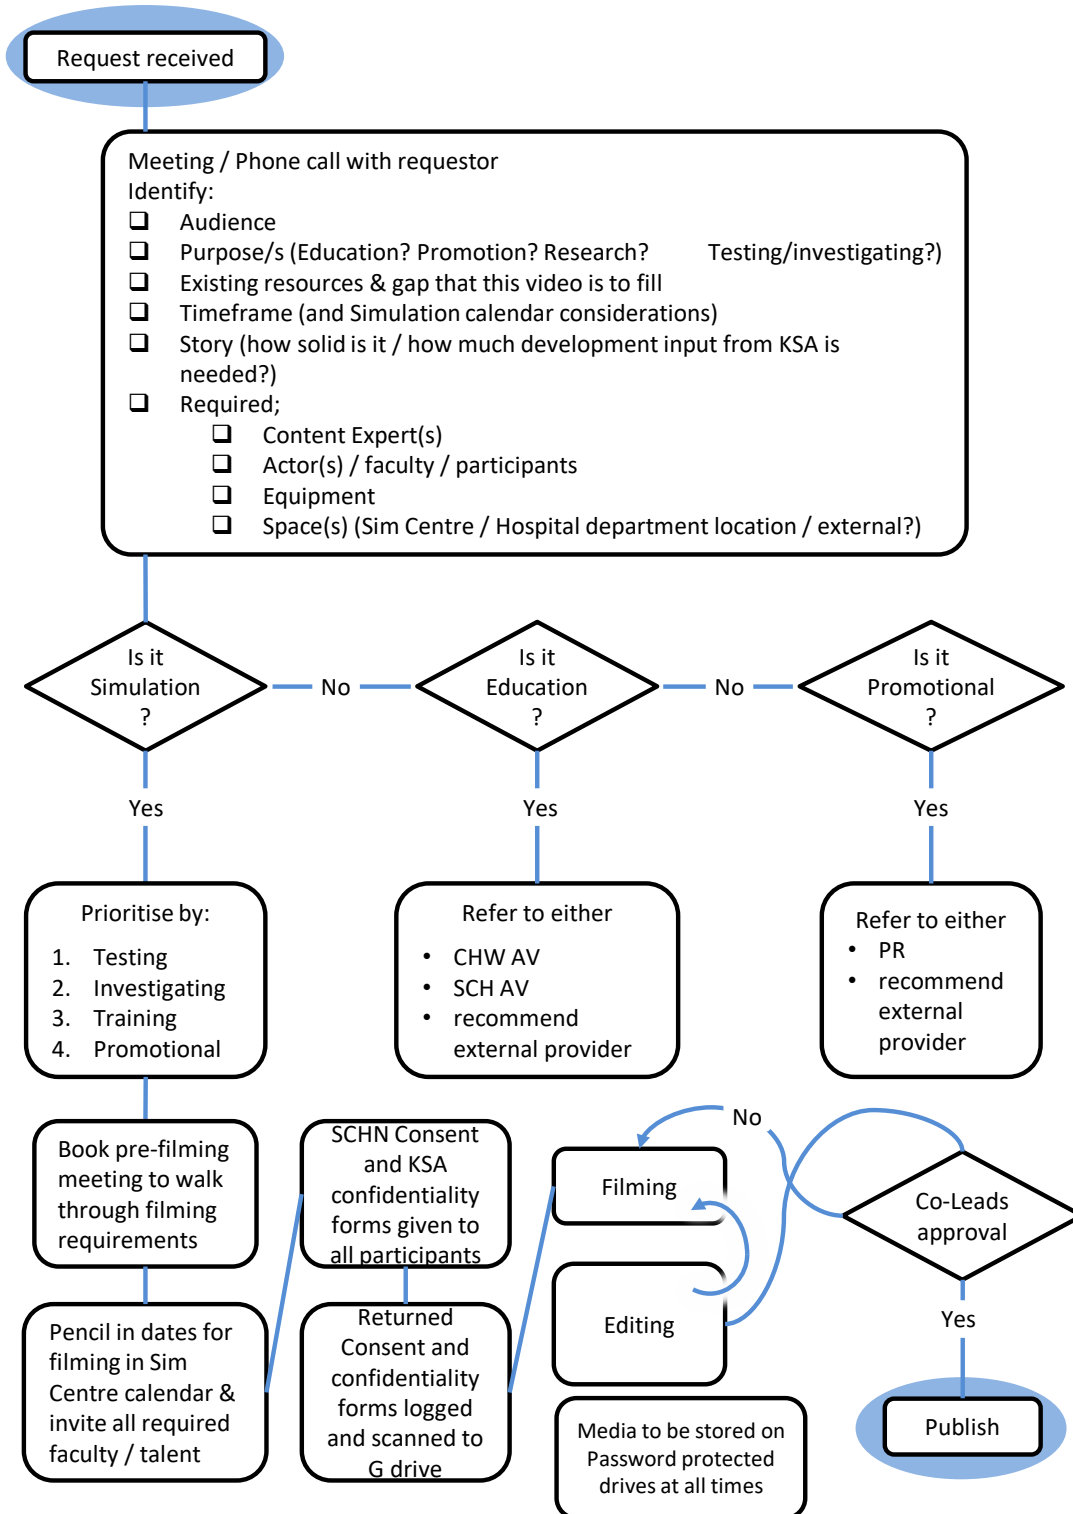 Request received
Meeting / Phone call with requestor
Identify:
❑ Audience
❑ Purpose/s (Education? Promotion? Research? Testing/investigating?)
❑ Existing resources & gap that this video is to fill
❑ Timeframe (and Simulation calendar considerations)
❑ Story (how solid is it / how much development input from KSA is
needed?)
❑ Required;
❑ Content Expert(s)
❑ Actor(s) / faculty / participants
❑ Equipment
❑ Space(s) (Sim Centre / Hospital department location / external?)
Is it
Simulation
?
No
Is it
Education
?
No
Is it
Promotional
?
Yes
Yes
Yes
Prioritise by:
1. Testing
2. Investigating
3. Training
4. Promotional
Refer to either
• CHW AV
• SCH AV
• recommend
external provider
Refer to either
• PR
• recommend
external
provider
Book pre-filming
meeting to walk
through filming
requirements
Pencil in dates for
filming in Sim
Centre calendar &
invite all required
faculty / talent
SCHN Consent
and KSA
confidentiality
forms given to
all participants
Returned
Consent and
confidentiality
forms logged
and scanned to
G drive
Filming
Editing
Media to be stored on
Password protected
drives at all times
No
Co-Leads
approval
Yes
Publish